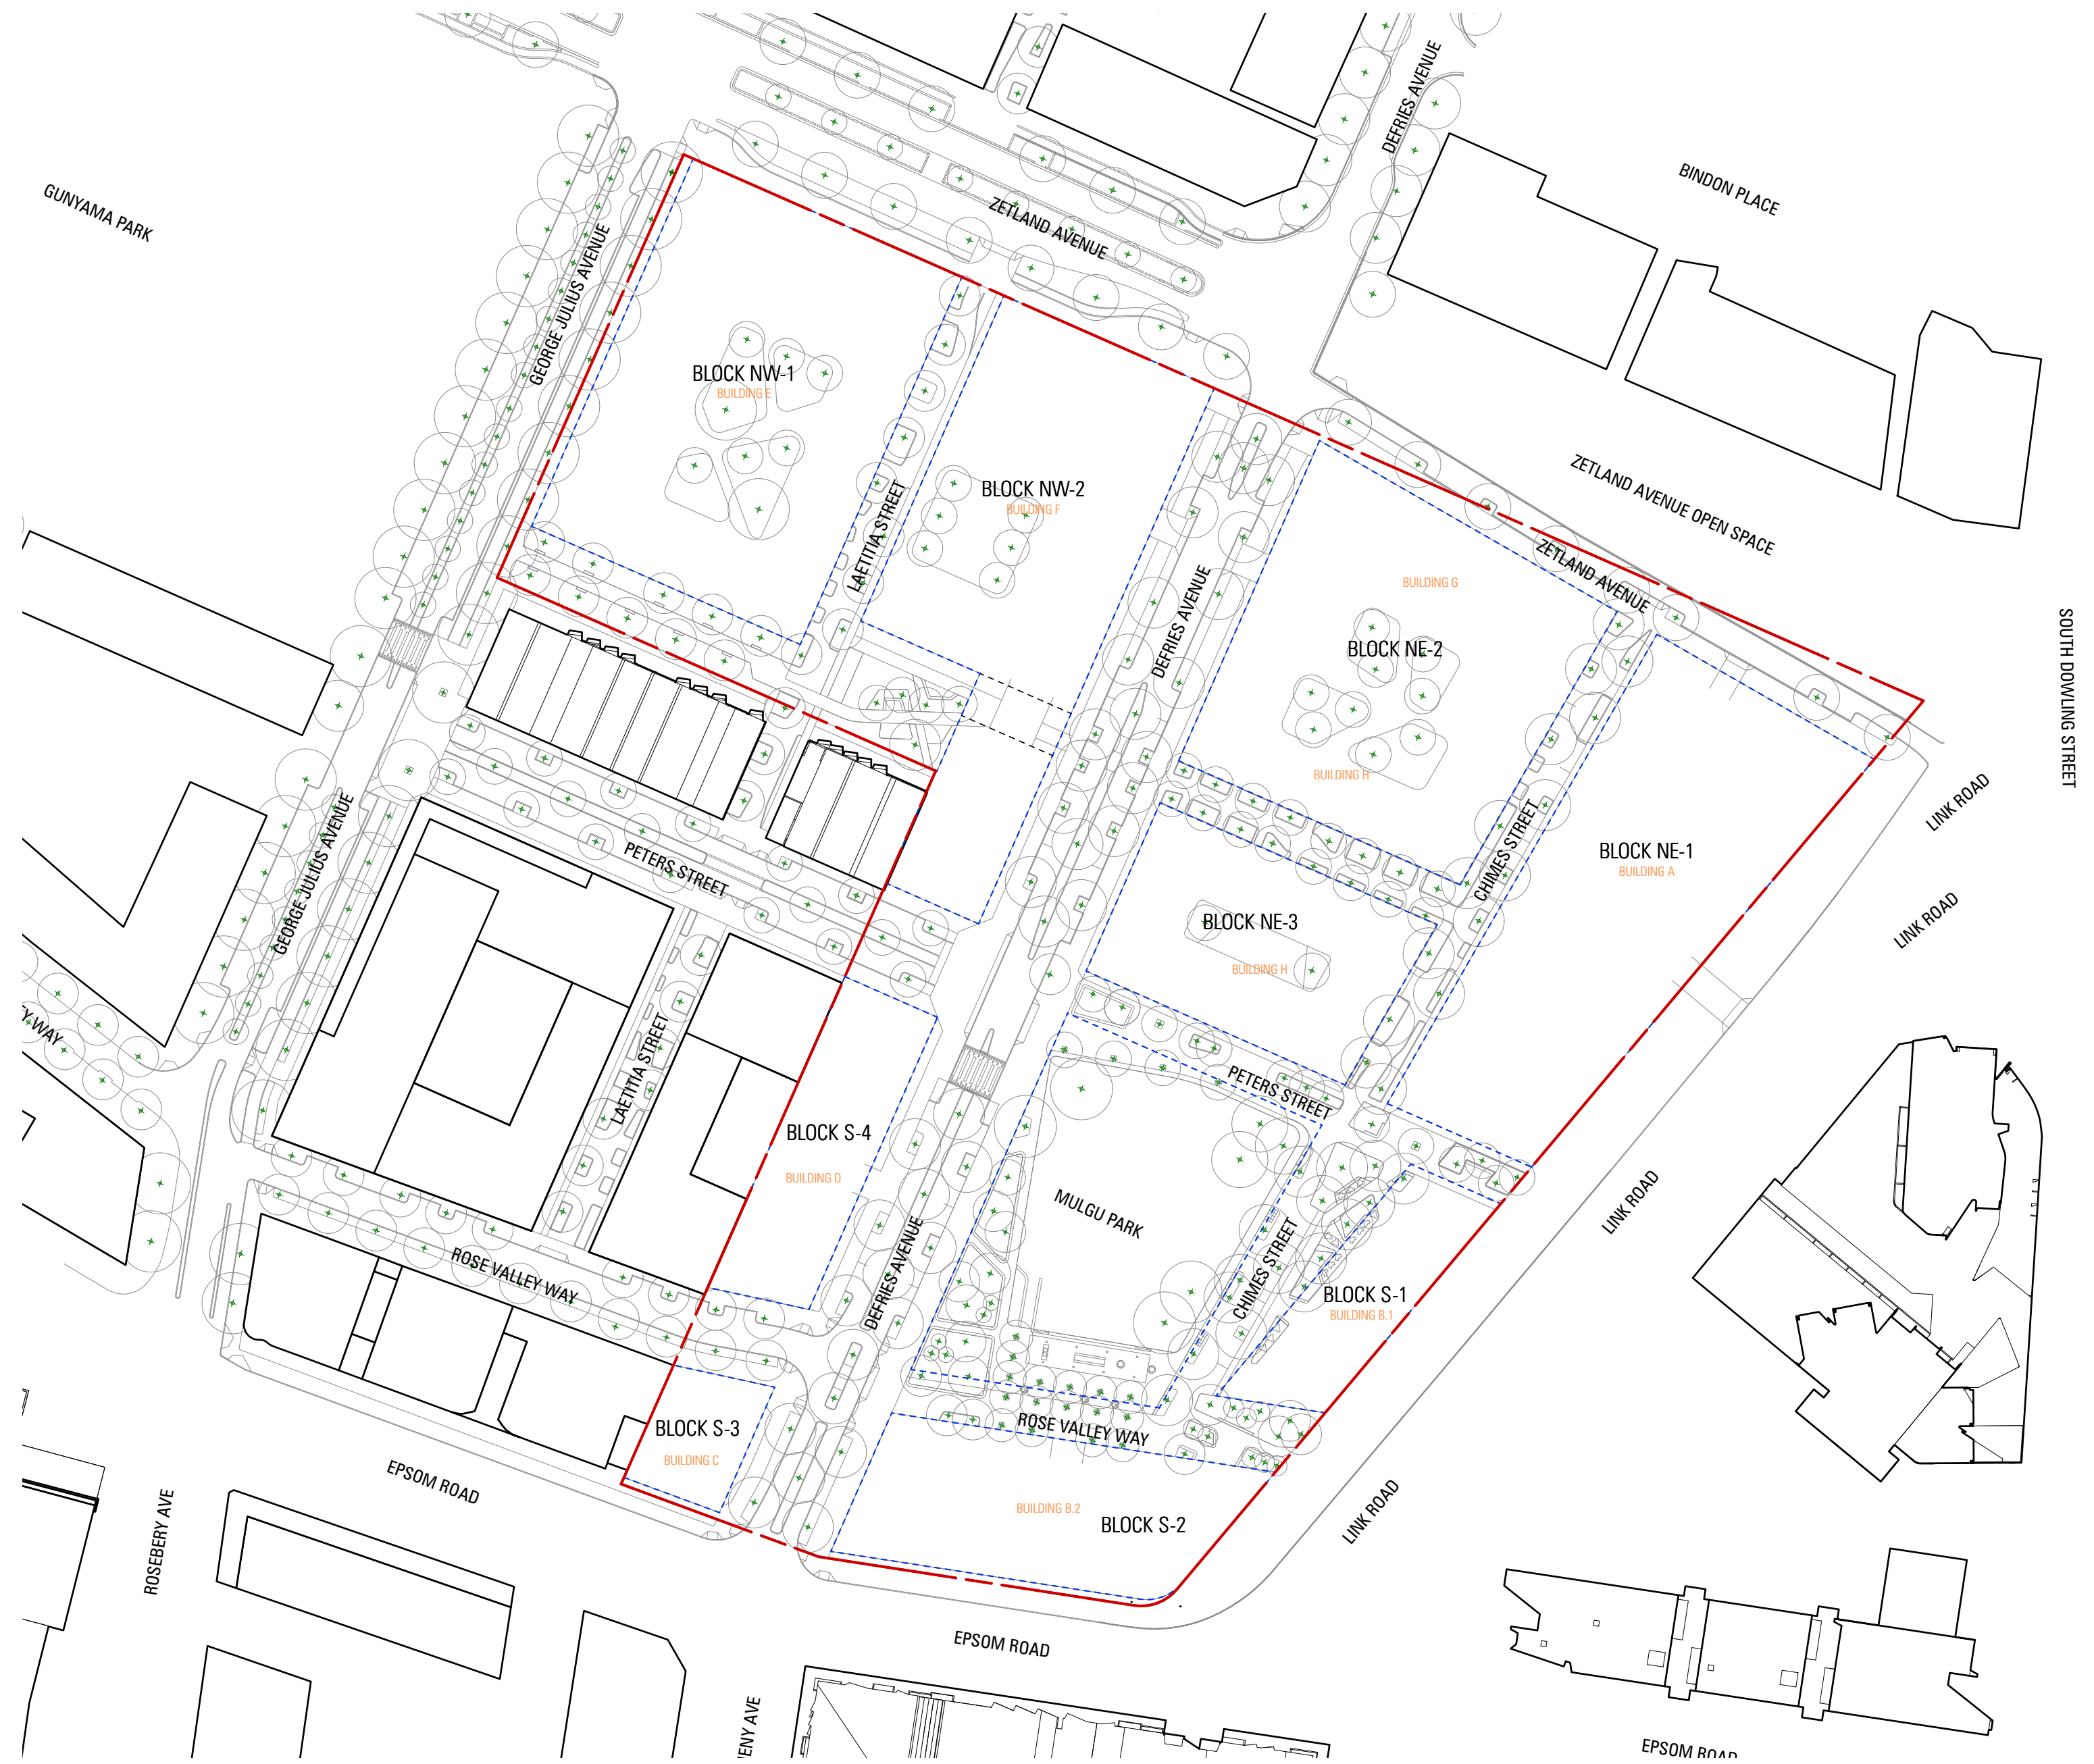 DEFRIES AVENUE
BINDON PLACE
GUNYAMA PARK
ZETLAND AVENUE
GEORGE JULIUS AVENUE
BLOCK NW-1
BUILDING E
BLOCK NW-2
BUILDING F
LAETITIA STREET
ZETLAND AVENUE OPEN SPACE
ZETLAND AVENUE
BUILDING G
DEFRIES AVENUE
BLOCK NE-2
BUILDING H
SOUTH DOWLING STREET
LINK ROAD
CHIMES STREET
BLOCK NE-1
BUILDING A
LINK ROAD
PETERS STREET
GEORGE JULIUS AVENUE
BLOCK NE-3
BUILDING H
Y WAY
LAETITIA STREET
PETERS STREET
BLOCK S-4
BUILDING D
MULGU PARK
LINK ROAD
ROSE VALLEY WAY
DEFRIES AVENUE
CHIMES STREET
BLOCK S-1
BUILDING B.1
BLOCK S-3
BUILDING C
ROSE VALLEY WAY
EPSOM ROAD
BUILDING B.2
BLOCK S-2
LINK ROAD
ROSEBERY AVE
EPSOM ROAD
ENY AVE
EPSOM ROAD